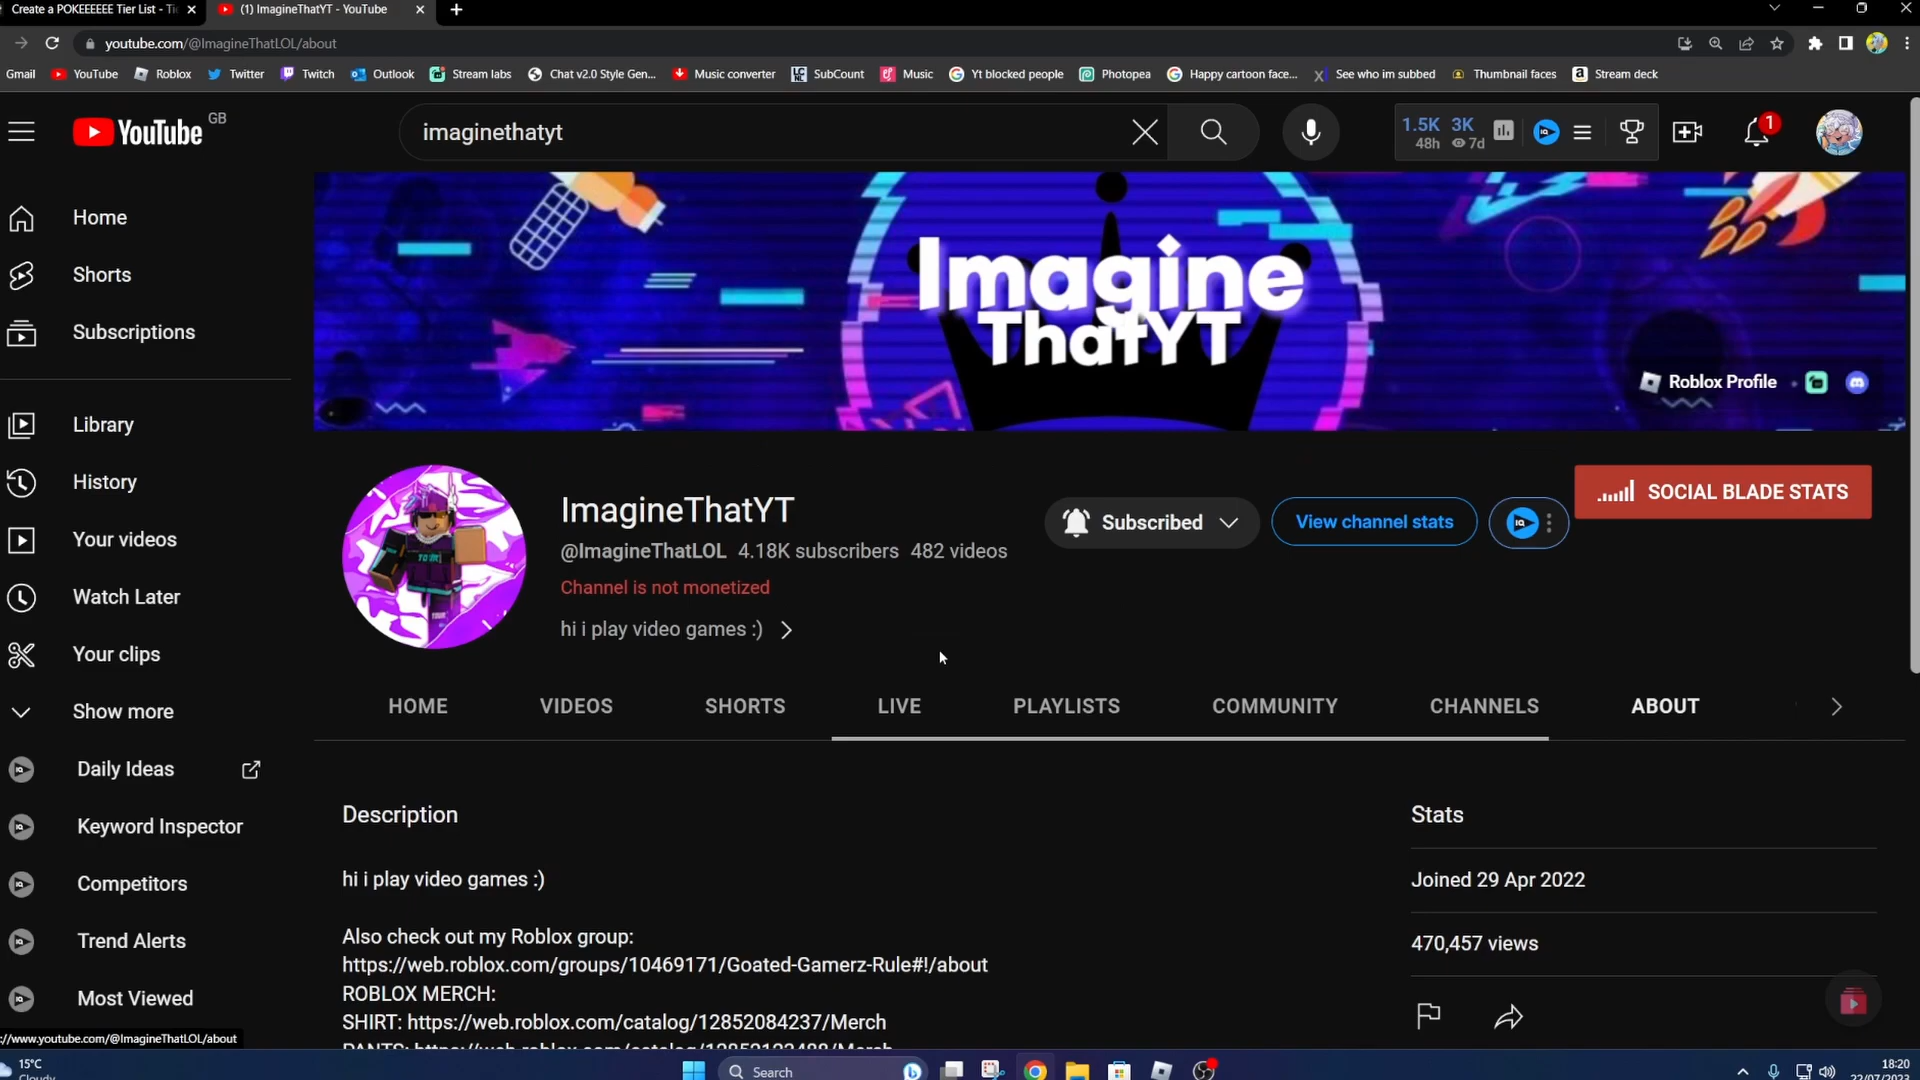 Create a POKEEEEEE Tier List - Ti
(1) ImagineThatYT - YouTube
youtube.com/@ImagineThatLOL/about
Gmail YouTube Roblox Twitter Twitch Outlook Stream labs Chat v2.0 Style Gen... Music converter SubCount Music Yt blocked people Photopea Happy cartoon face... See who im subbed Thumbnail faces Stream deck
YouTube GB
imaginethatyt
1.5K 3K
48h 7d
IQ
1
Home
Shorts
Subscriptions
Library
History
Your videos
Watch Later
Your clips
Show more
Daily Ideas
Keyword Inspector
Competitors
Trend Alerts
Most Viewed
Imagine
ThatYT
Roblox Profile
ImagineThatYT
@ImagineThatLOL 4.18K subscribers 482 videos
Channel is not monetized
hi i play video games :)
Subscribed
View channel stats
IQ
SOCIAL BLADE STATS
HOME VIDEOS SHORTS LIVE PLAYLISTS COMMUNITY CHANNELS ABOUT
Description
hi i play video games :)
Also check out my Roblox group:
https://web.roblox.com/groups/10469171/Goated-Gamerz-Rule#!/about
ROBLOX MERCH:
SHIRT: https://web.roblox.com/catalog/12852084237/Merch
Stats
Joined 29 Apr 2022
470,457 views
://www.youtube.com/@ImagineThatLOL/about
15°C
Cloudy
Search
18:20
22/07/2023